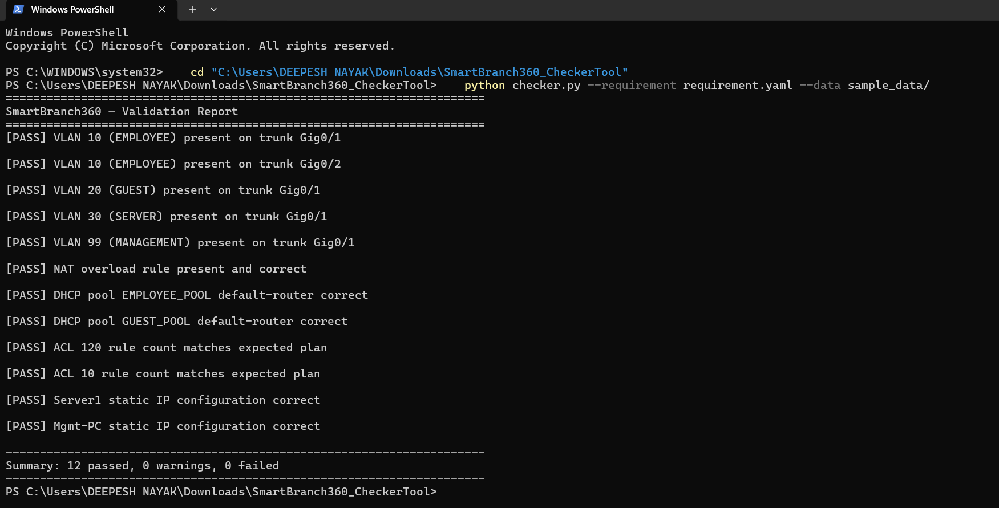 Windows PowerShell
Windows PowerShell
Copyright (C) Microsoft Corporation. All rights reserved.
PS C:\WINDOWS\system32>    cd "C:\Users\DEEPESH NAYAK\Downloads\SmartBranch360_CheckerTool"
PS C:\Users\DEEPESH NAYAK\Downloads\SmartBranch360_CheckerTool>    python checker.py --requirement requirement.yaml --data sample_data/
======================================================================
SmartBranch360 — Validation Report
======================================================================
[PASS] VLAN 10 (EMPLOYEE) present on trunk Gig0/1
[PASS] VLAN 10 (EMPLOYEE) present on trunk Gig0/2
[PASS] VLAN 20 (GUEST) present on trunk Gig0/1
[PASS] VLAN 30 (SERVER) present on trunk Gig0/1
[PASS] VLAN 99 (MANAGEMENT) present on trunk Gig0/1
[PASS] NAT overload rule present and correct
[PASS] DHCP pool EMPLOYEE_POOL default-router correct
[PASS] DHCP pool GUEST_POOL default-router correct
[PASS] ACL 120 rule count matches expected plan
[PASS] ACL 10 rule count matches expected plan
[PASS] Server1 static IP configuration correct
[PASS] Mgmt-PC static IP configuration correct
----------------------------------------------------------------------
Summary: 12 passed, 0 warnings, 0 failed
----------------------------------------------------------------------
PS C:\Users\DEEPESH NAYAK\Downloads\SmartBranch360_CheckerTool>